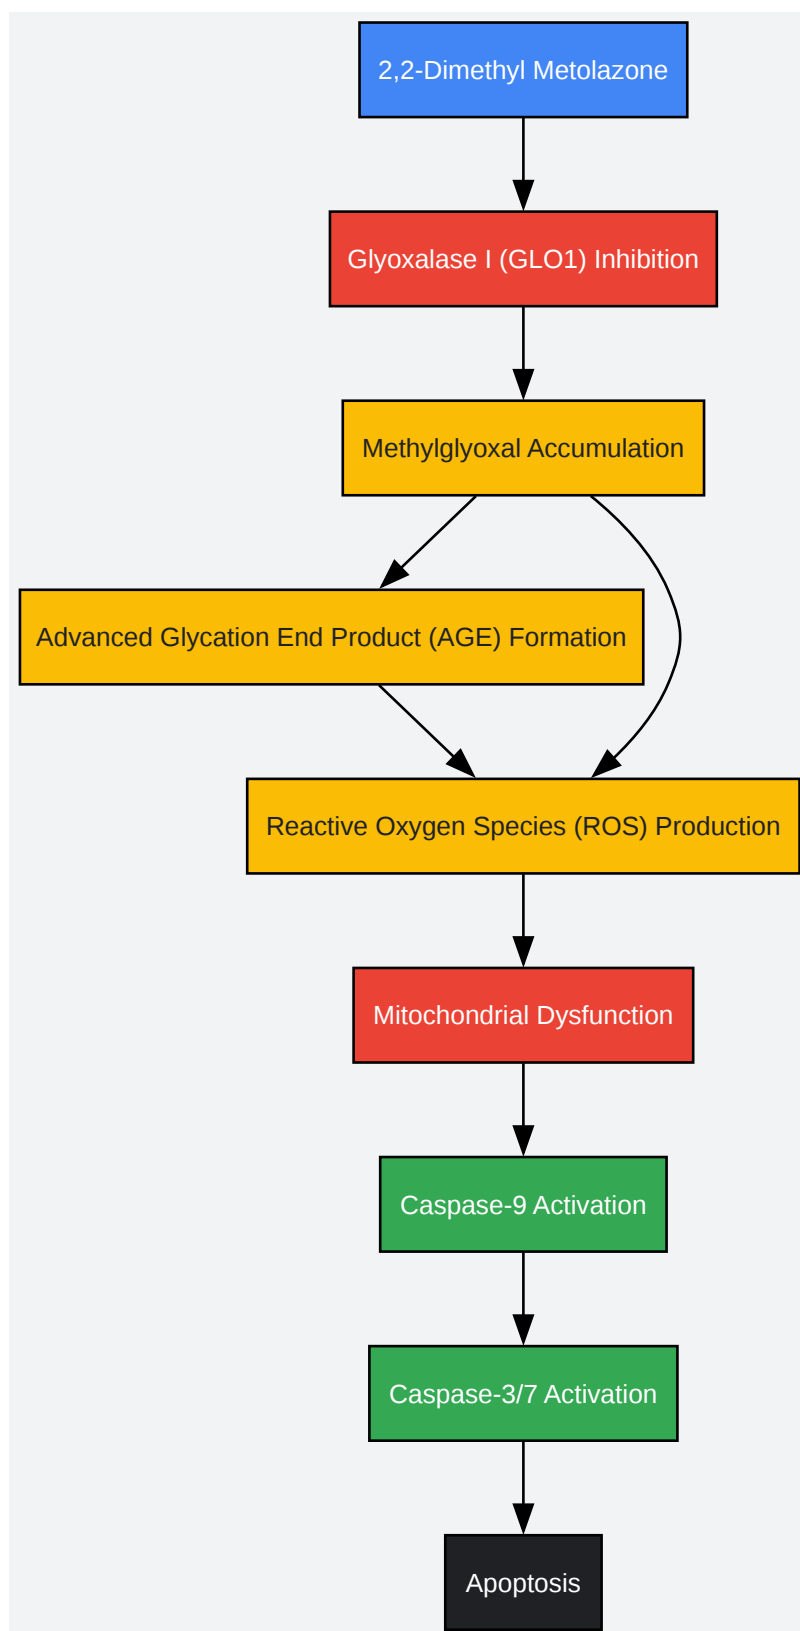 2,2-Dimethyl Metolazone
Glyoxalase I (GLO1) Inhibition
Methylglyoxal Accumulation
Advanced Glycation End Product (AGE) Formation
Reactive Oxygen Species (ROS) Production
Mitochondrial Dysfunction
Caspase-9 Activation
Caspase-3/7 Activation
Apoptosis